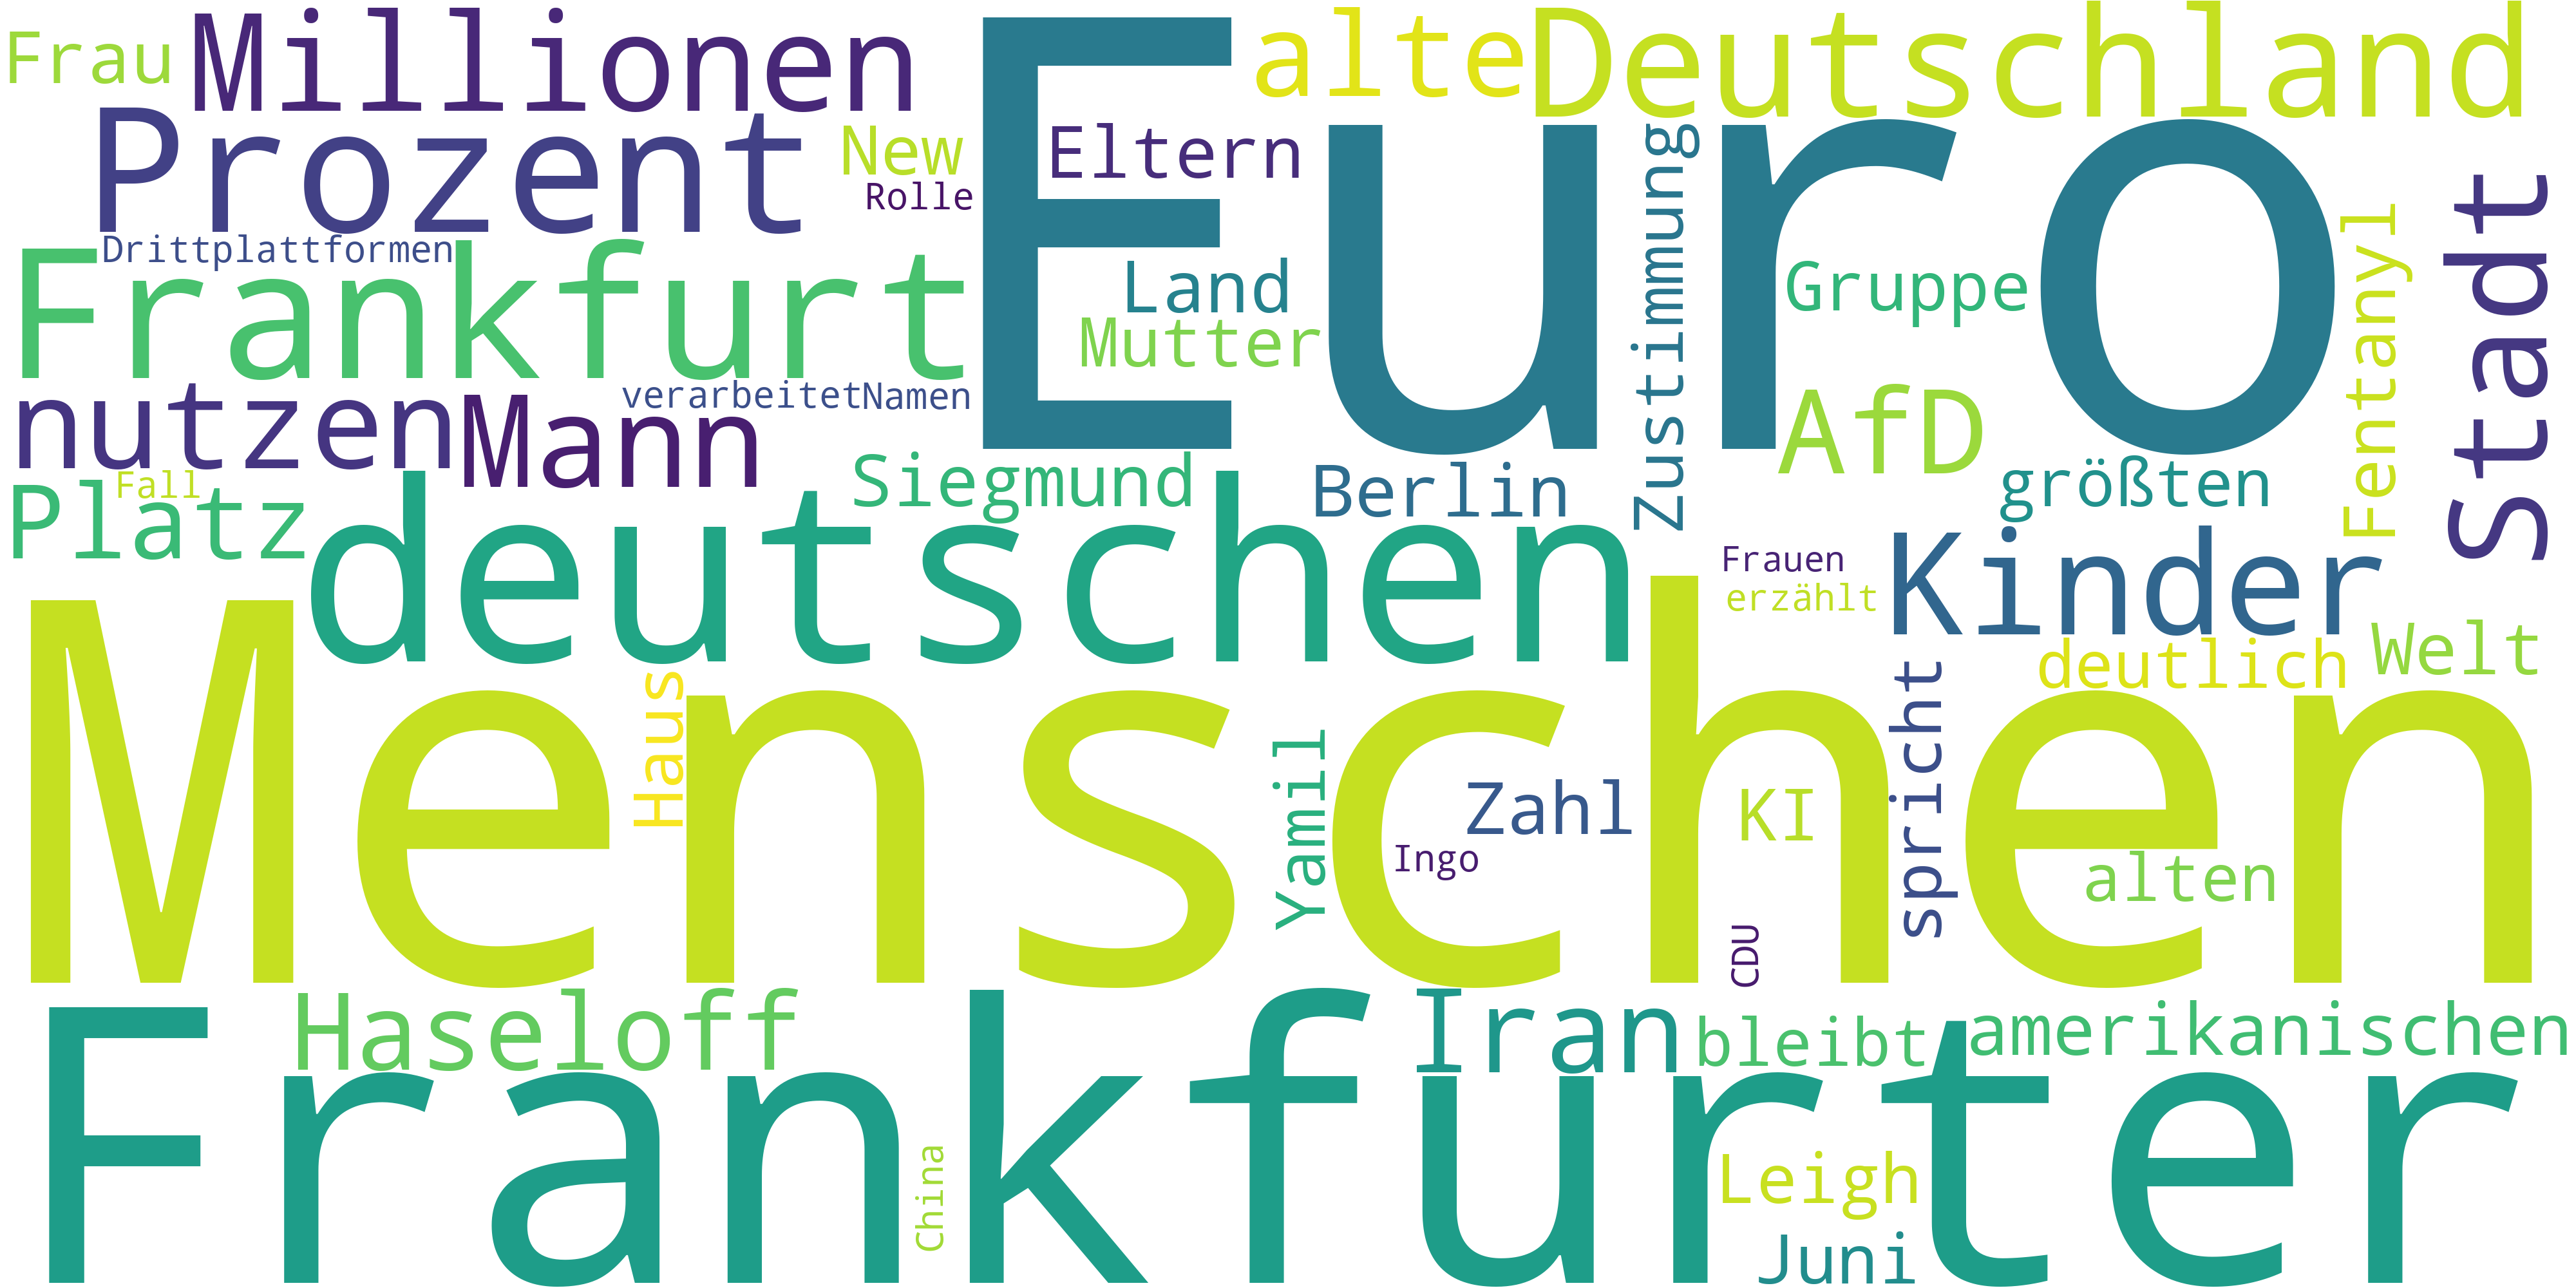 Frau
Millionen
Euro
alte
Deutschland
Prozent
New
Rolle
Eltern
Zustimmung
Stadt
Fentanyl
Drittplattformen
Frankfurt
Land
Mutter
Gruppe
nutzen
Mann
verarbeitet
Namen
AfD
Platz
Fall
Siegmund
Berlin
größten
deutschen
Frauen
erzählt
Kinder
Menschen
Haus
Yamil
Zahl
Ingo
KI
CDU
spricht
deutlich
Welt
alten
Haseloff
Iran
bleibt
amerikanischen
Frankfurter
China
Leigh
Juni